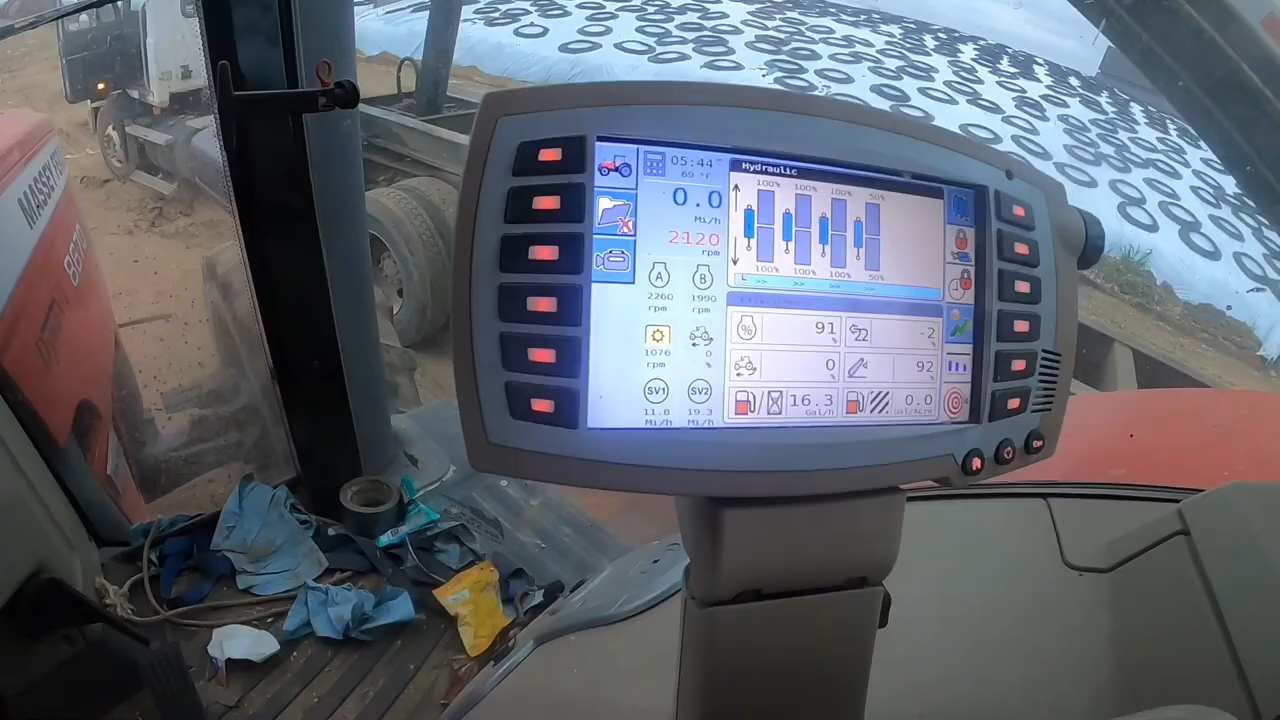 MASSEY F
8670
05:44
69 °F
0.0
Mi/h
2120
rpm
A
B
2260
1990
rpm
rpm
1076
0
rpm
%
SV1
SV2
11.8
19.3
Mi/h
Mi/h
Hydraulic
100%
100%
100%
50%
100%
100%
100%
50%
L >> >> >> >>
%
91
%
-2
%
0
%
92
16.3
Gal/h
0.0
Gal/Acre